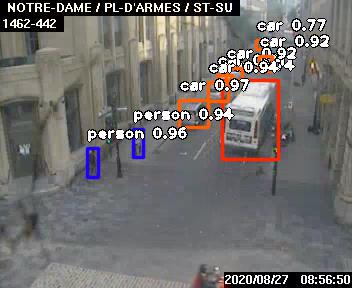 NOTRE-DAME / PL-D'ARMES / ST-SU
1462-442
car 0.77
car 0.92
car 0.92
car 0.94
car 0.97
person 0.94
person 0.96
2020/08/27 08:56:50